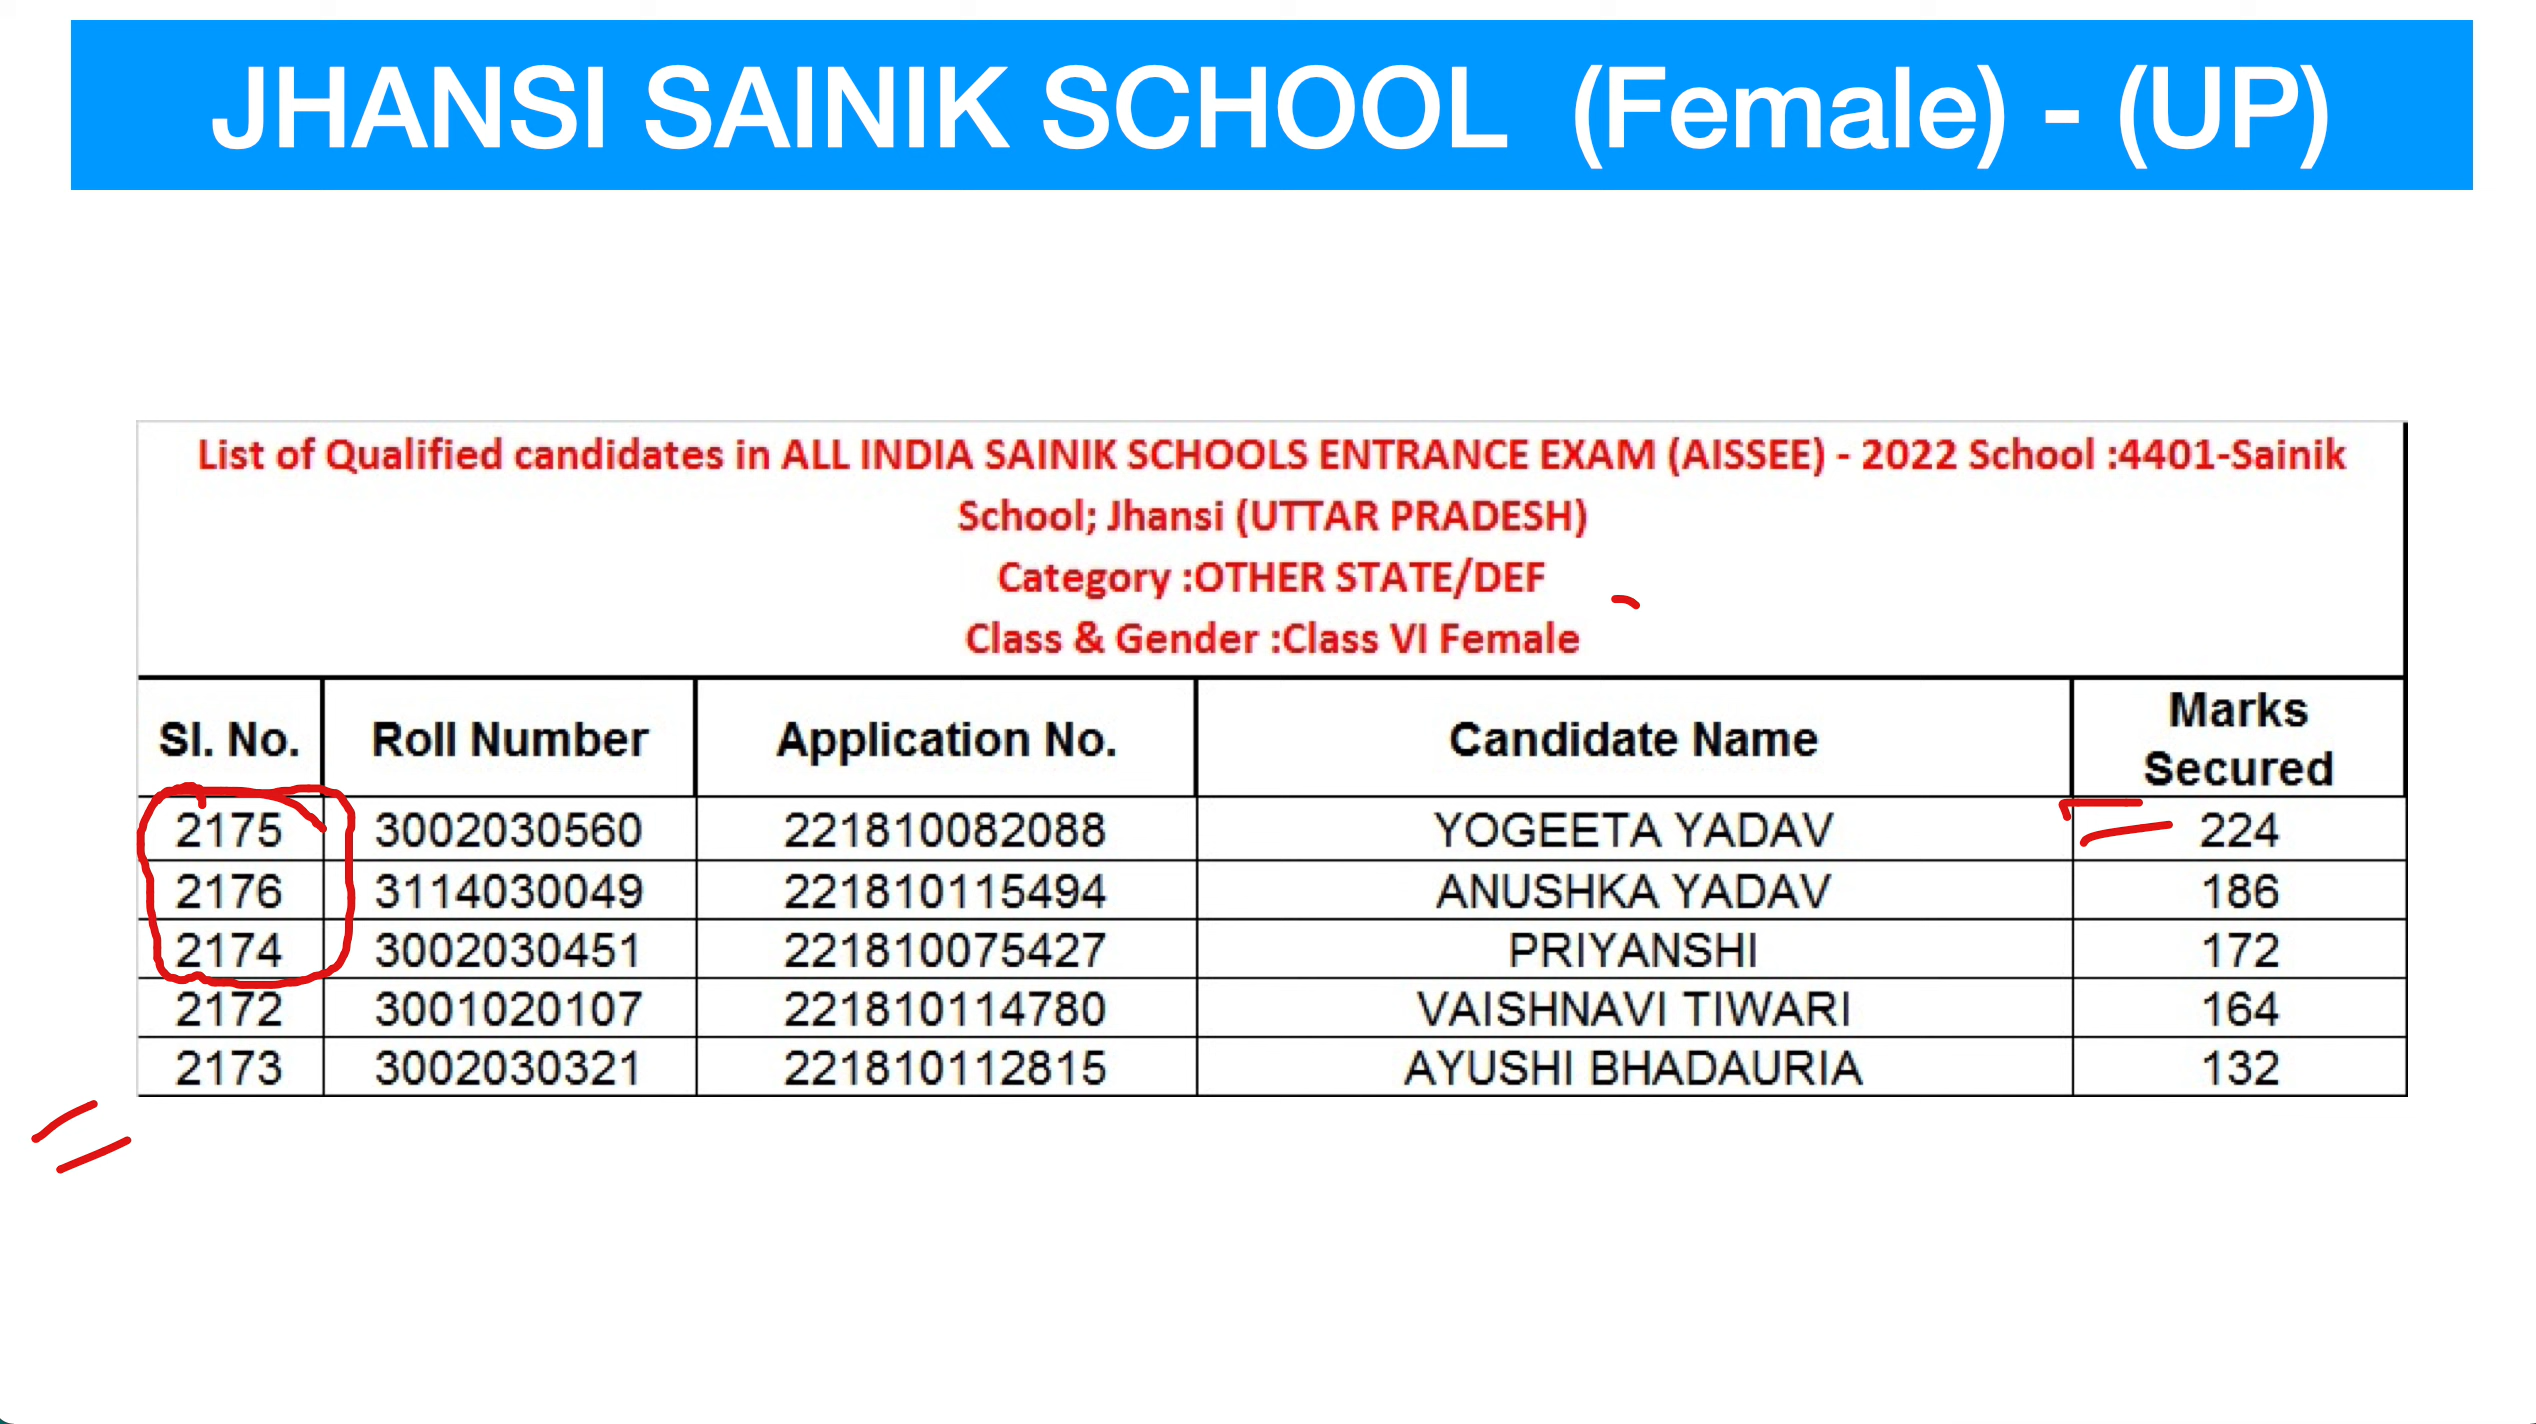 JHANSI SAINIK SCHOOL (Female) - (UP)
List of Qualified candidates in ALL INDIA SAINIK SCHOOLS ENTRANCE EXAM (AISSEE) - 2022 School :4401-Sainik
School; Jhansi (UTTAR PRADESH)
Category :OTHER STATE/DEF
Class & Gender :Class VI Female
Sl. No. Roll Number Application No. Candidate Name Marks Secured
2175 3002030560 221810082088 YOGEETA YADAV 224
2176 3114030049 221810115494 ANUSHKA YADAV 186
2174 3002030451 221810075427 PRIYANSHI 172
2172 3001020107 221810114780 VAISHNAVI TIWARI 164
2173 3002030321 221810112815 AYUSHI BHADAURIA 132